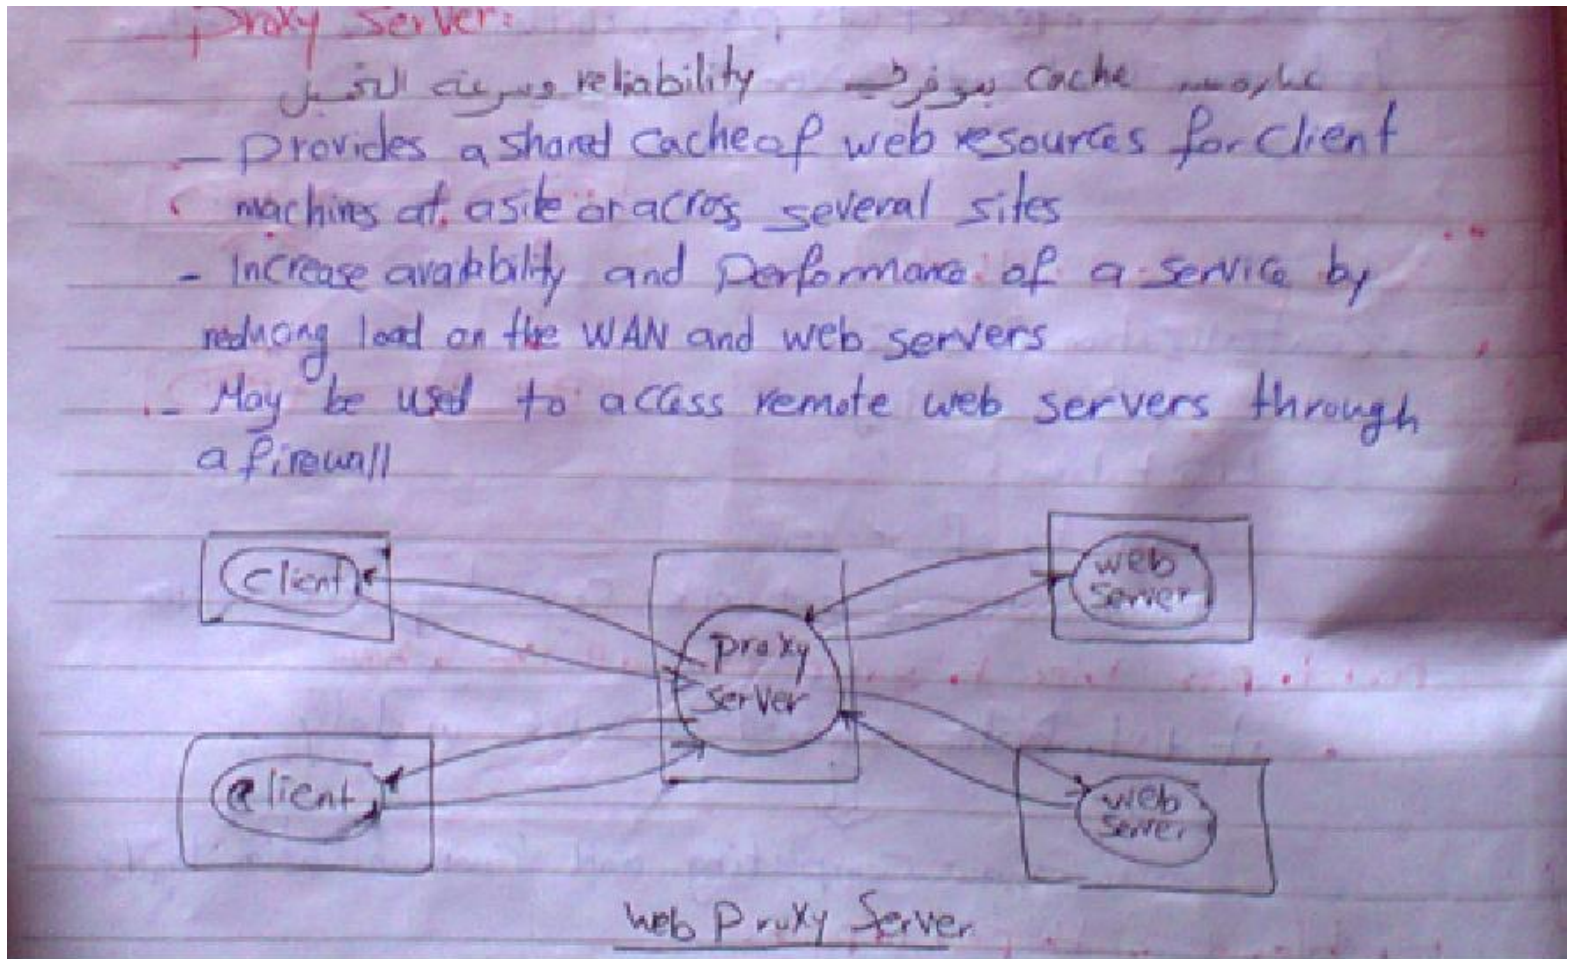 - Proxy Server:
عبارة عن cache بيوفر لي reliability وسرعة التحميل
- Provides a shared Cache of web resources for Client
machines at a site or across several sites
- Increase availability and Performance of a service by
reducing load on the WAN and web servers
- May be used to access remote web servers through
a firewall
client
web
server
Proxy
server
client
web
server
Web Proxy Server